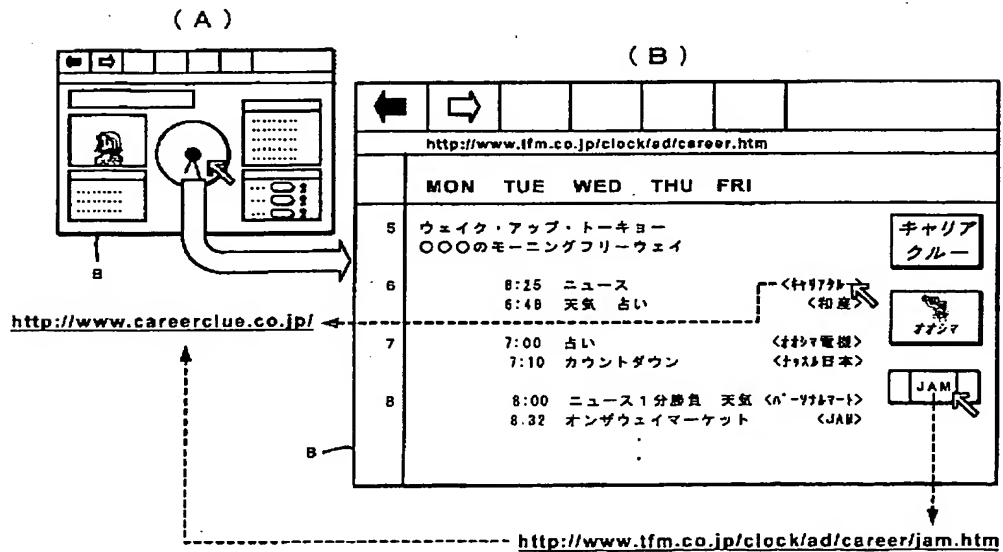 (A)
(B)
http://www.tfm.co.jp/clock/ad/career.htm
MON TUE WED THU FRI
5 ウェイク・アップ・トーキョー
○○○のモーニングフリーウェイ
キャリア
クルー
6 6:25 ニュース <キャリアクルー>
6:48 天気 占い <和産>
オオシマ
7 7:00 占い <オオシマ電機>
7:10 カウントダウン <ナッスル日本>
JAM
8 8:00 ニュース1分勝負 天気 <パーソナルマート>
8.32 オンザウェイマーケット <JAM>
B
B
http://www.careerclue.co.jp/
http://www.tfm.co.jp/clock/ad/career/jam.htm